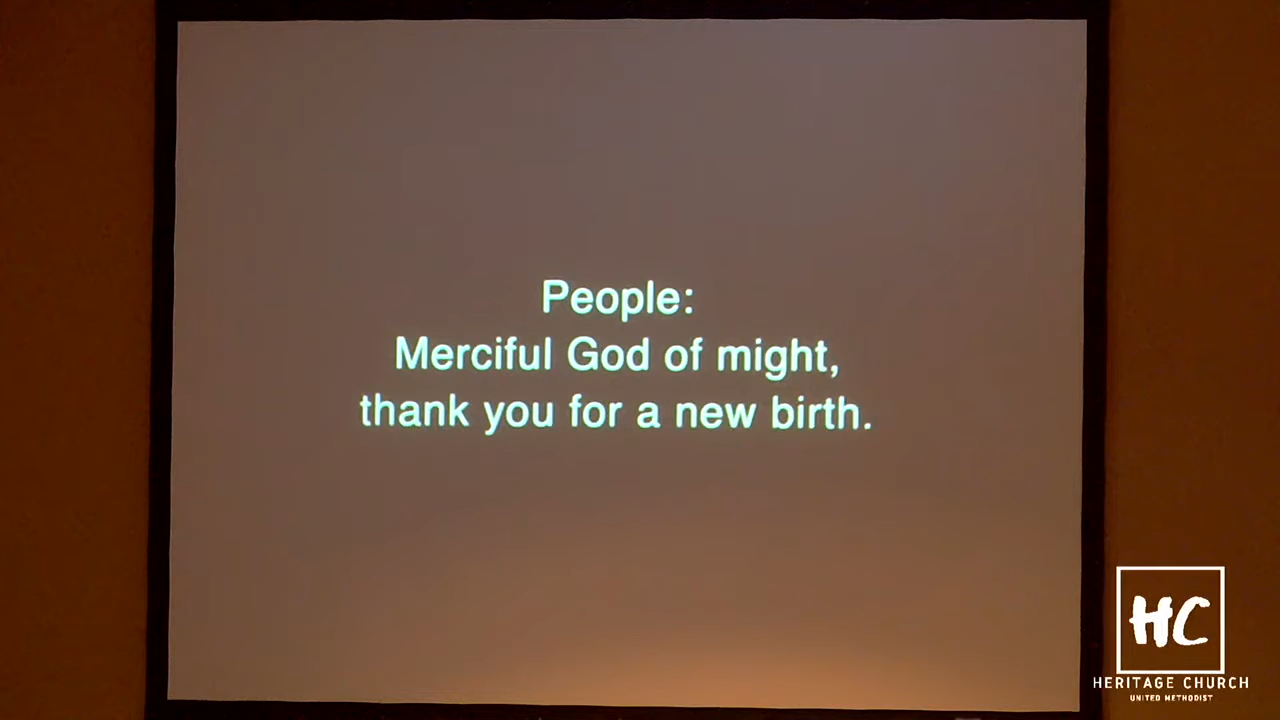 People:
Merciful God of might,
thank you for a new birth.
HC
HERITAGE CHURCH
UNITED METHODIST